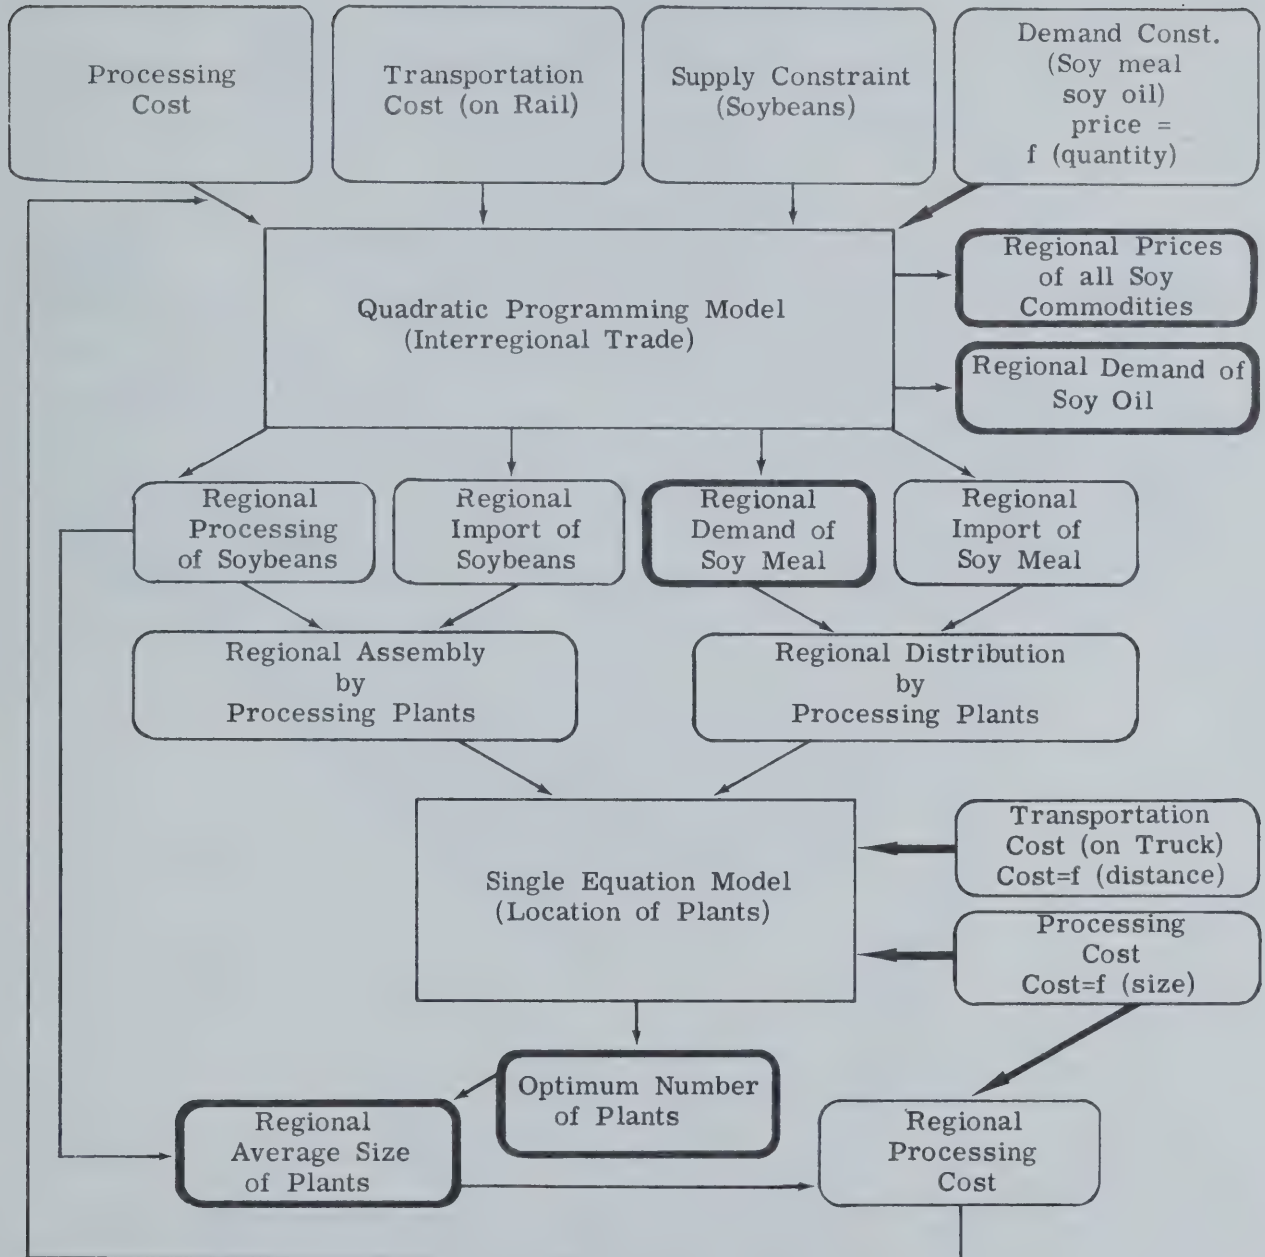 Processing
Cost
Transportation
Cost (on Rail)
Supply Constraint
(Soybeans)
Demand Const.
(Soy meal
soy oil)
price =
f (quantity)
Quadratic Programming Model
(Interregional Trade)
Regional Prices
of all Soy
Commodities
Regional Demand of
Soy Oil
Regional
Processing
of Soybeans
Regional
Import of
Soybeans
Regional
Demand of
Soy Meal
Regional
Import of
Soy Meal
Regional Assembly
by
Processing Plants
Regional Distribution
by
Processing Plants
Single Equation Model
(Location of Plants)
Transportation
Cost (on Truck)
Cost=f (distance)
Processing
Cost
Cost=f (size)
Optimum Number
of Plants
Regional
Average Size
of Plants
Regional
Processing
Cost